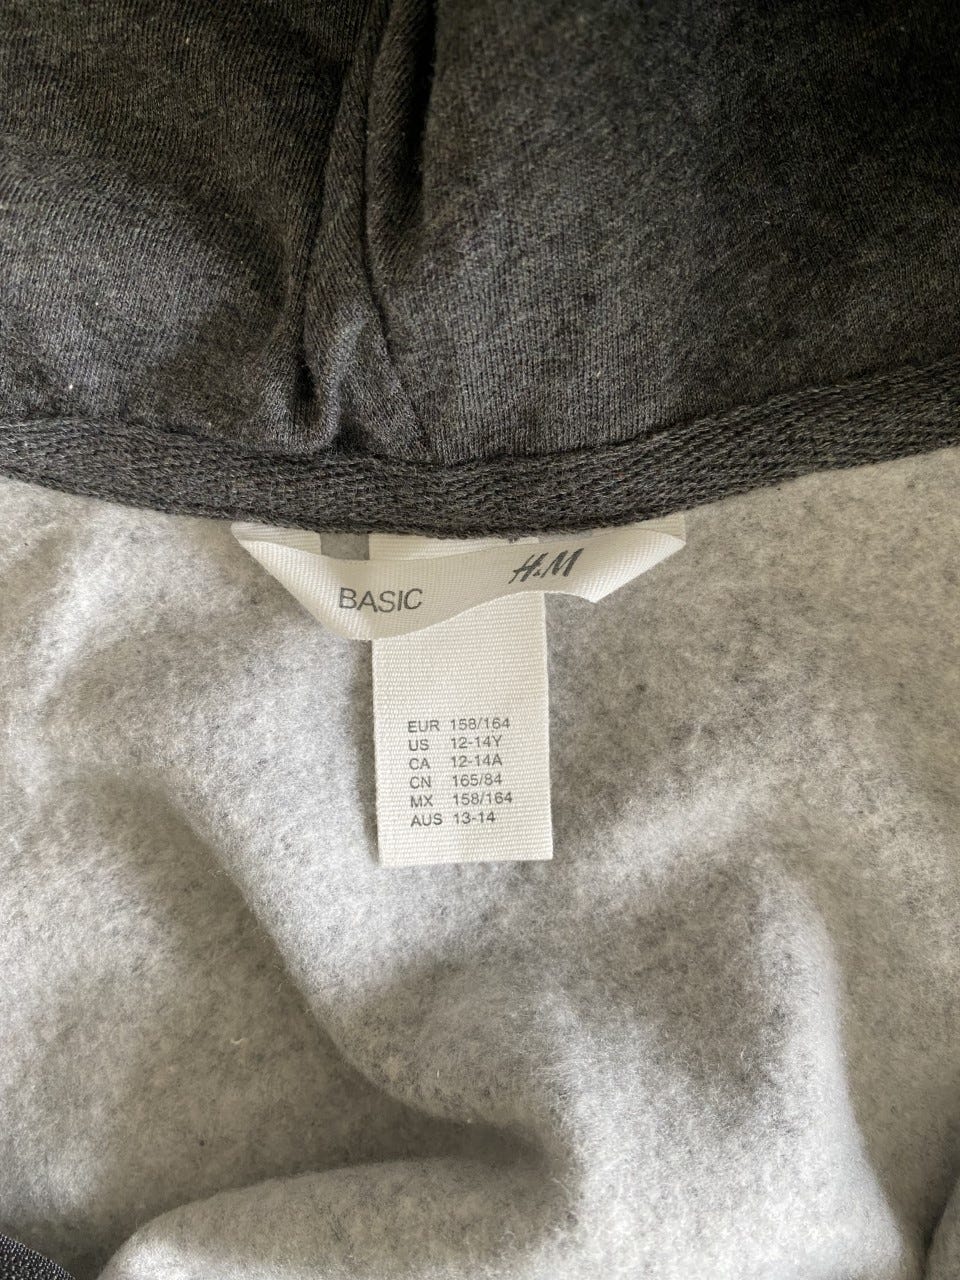 BASIC H&M
EUR 158/164
US 12-14Y
CA 12-14A
CN 165/84
MX 158/164
AUS 13-14